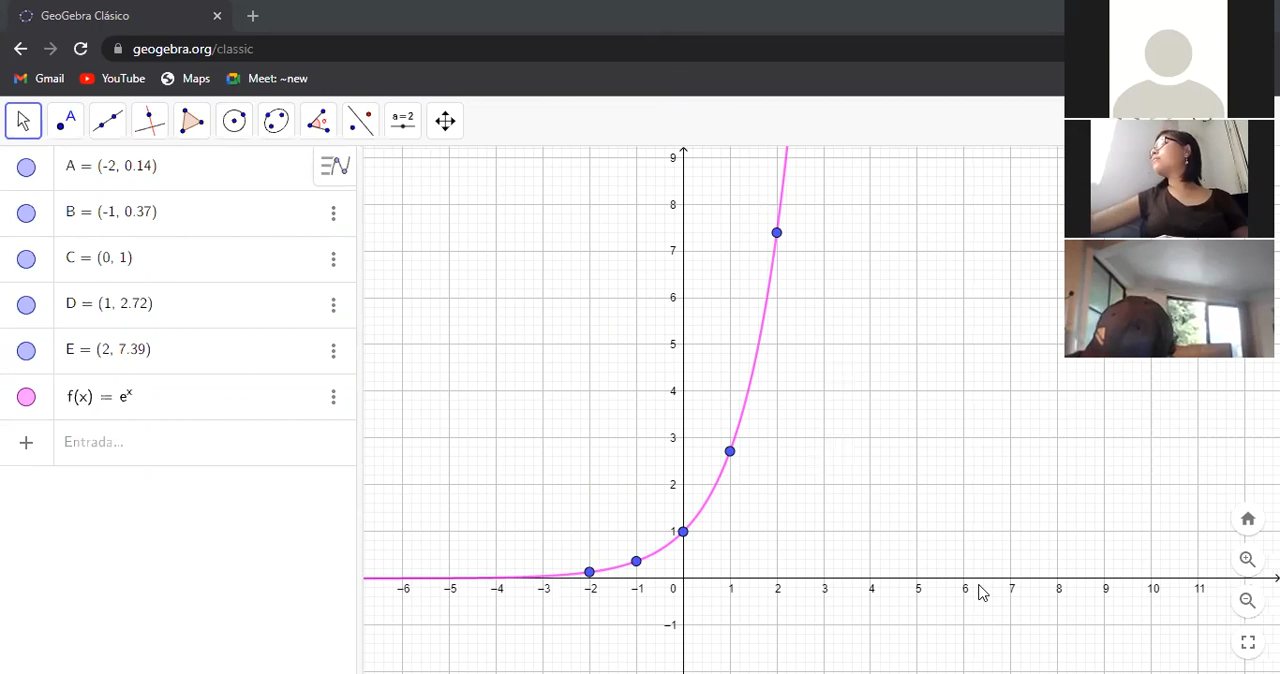 GeoGebra Clásico
geogebra.org/classic
Gmail YouTube Maps Meet: ~new
A a=2
A = (-2, 0.14)
B = (-1, 0.37)
C = (0, 1)
D = (1, 2.72)
E = (2, 7.39)
f(x) = eˣ
Entrada...
9
8
7
6
5
4
3
2
1
−6 −5 −4 −3 −2 −1 0 1 2 3 4 5 6 7 8 9 10 11
−1